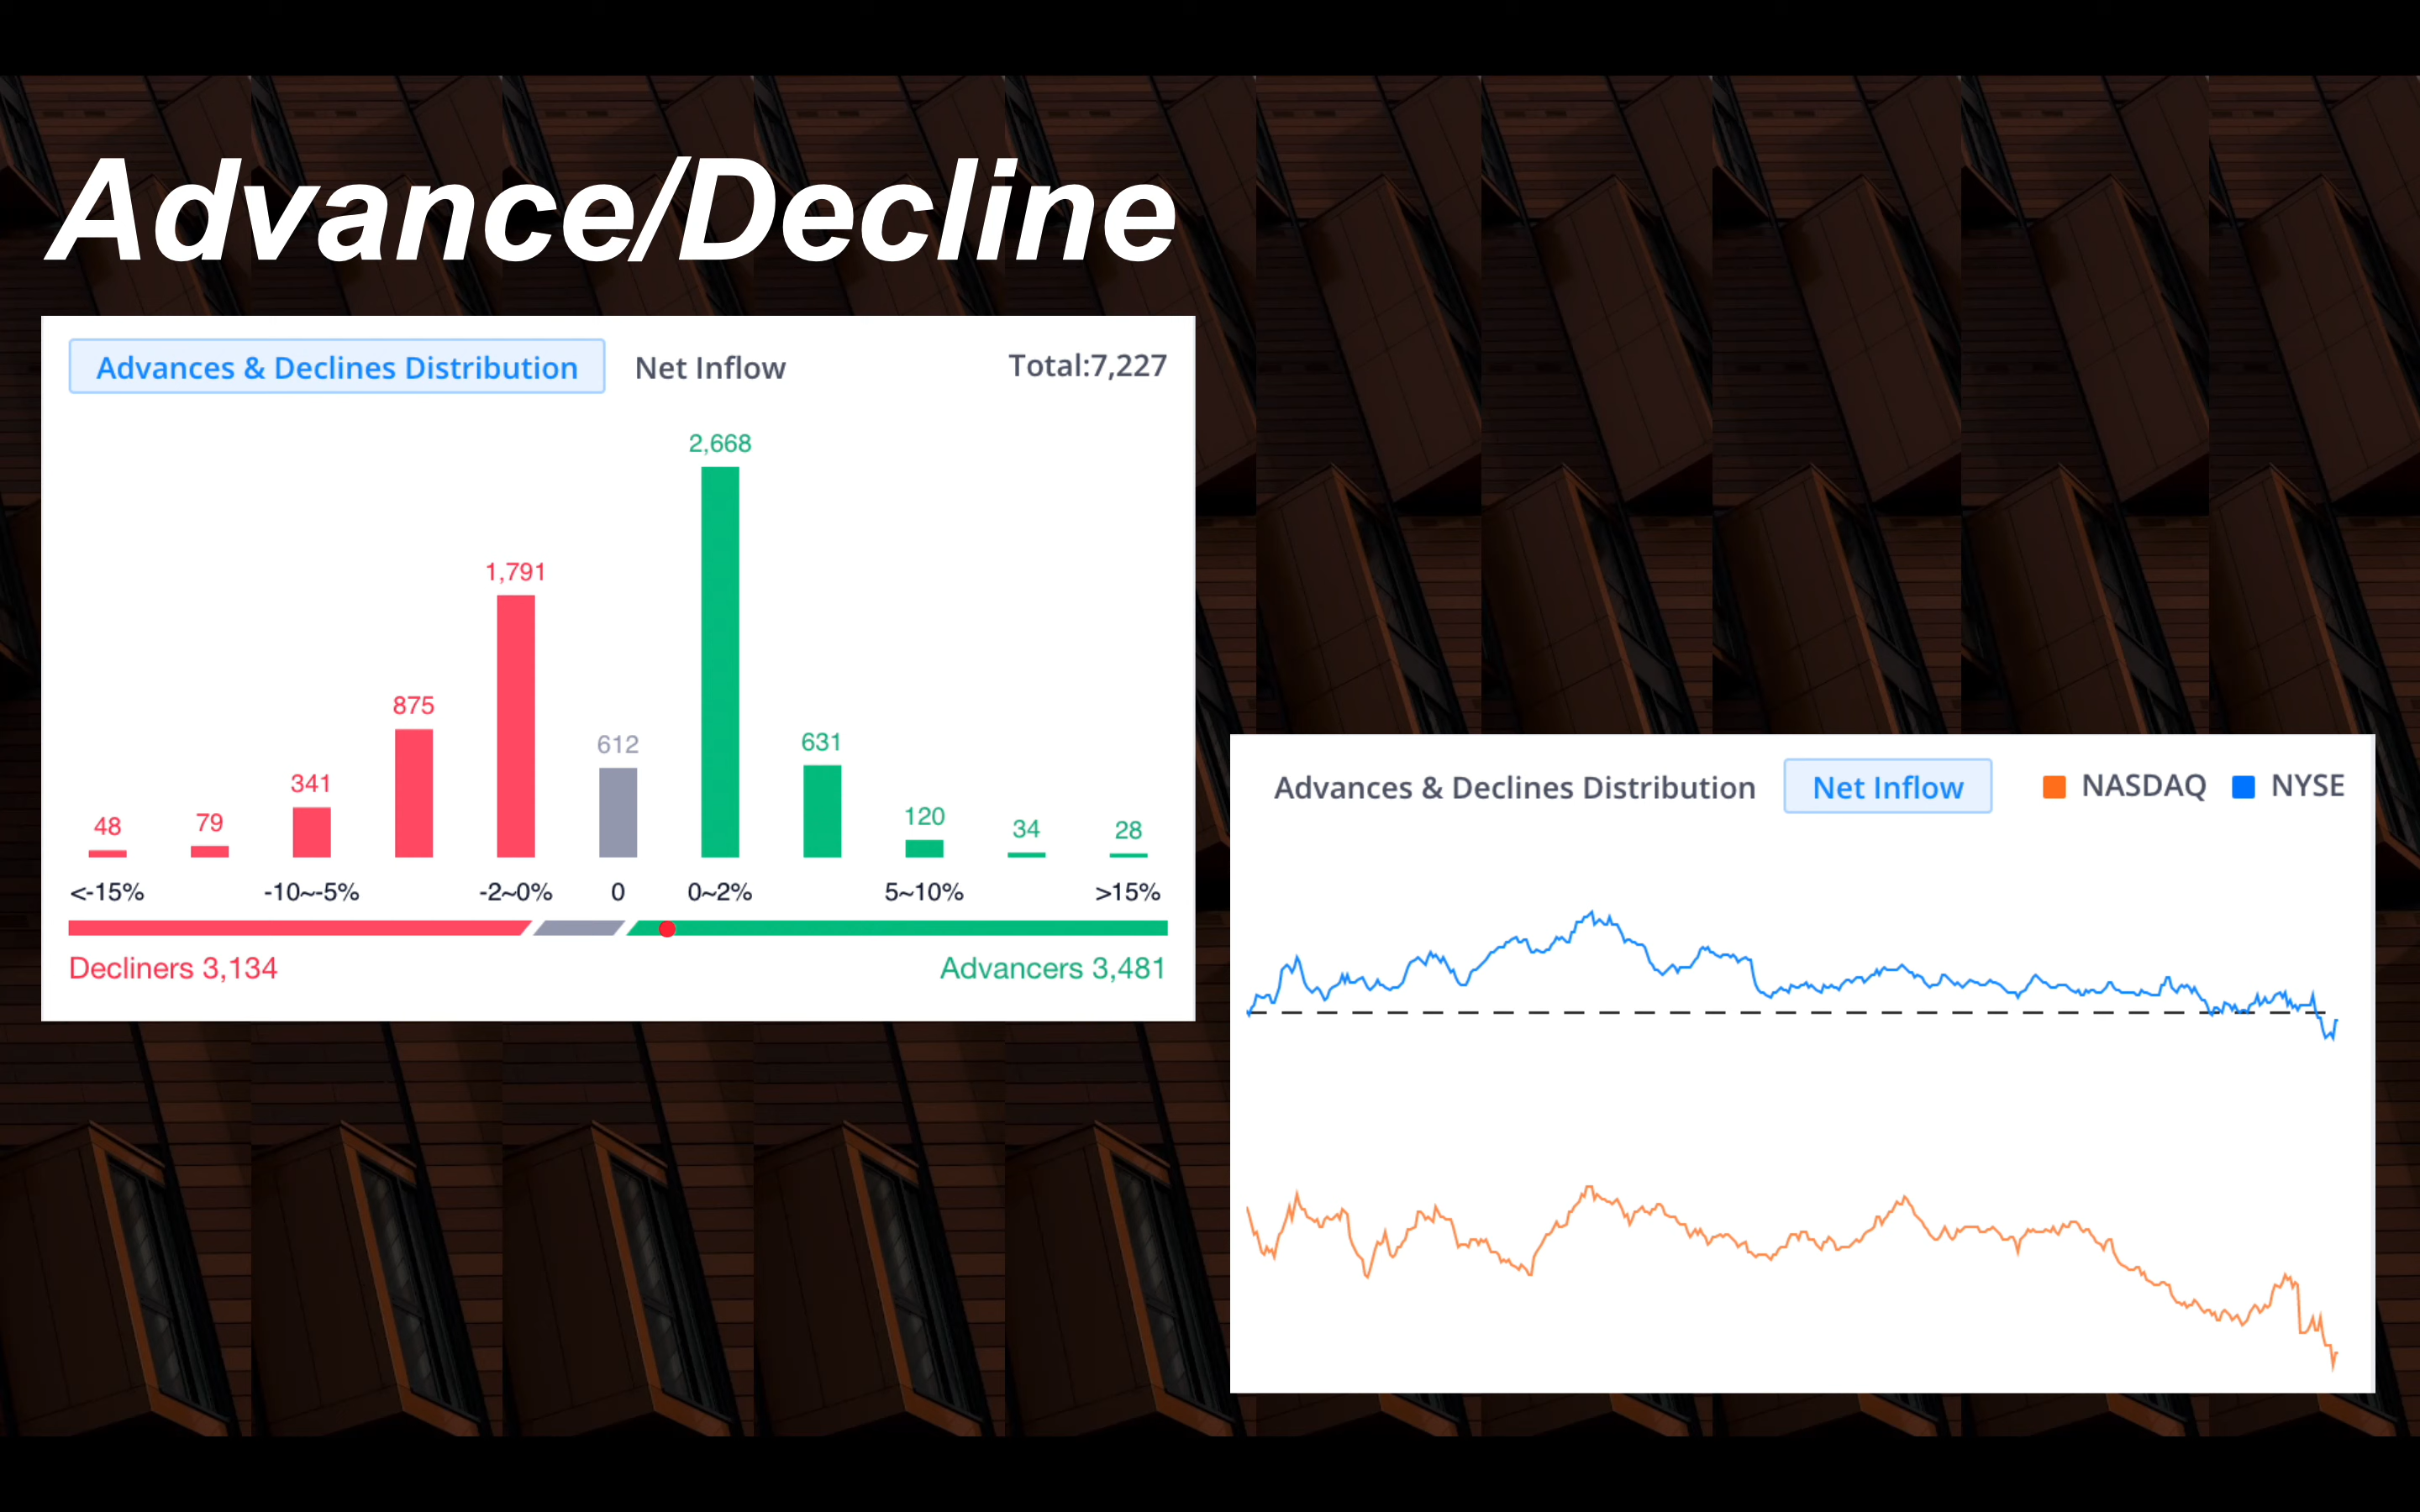 Advance/Decline
Advances & Declines Distribution Net Inflow Total:7,227
2,668
1,791
875
631
612
341
120
48 79 34 28
<-15% -10~-5% -2~0% 0 0~2% 5~10% >15%
Decliners 3,134 Advancers 3,481
Advances & Declines Distribution Net Inflow NASDAQ NYSE